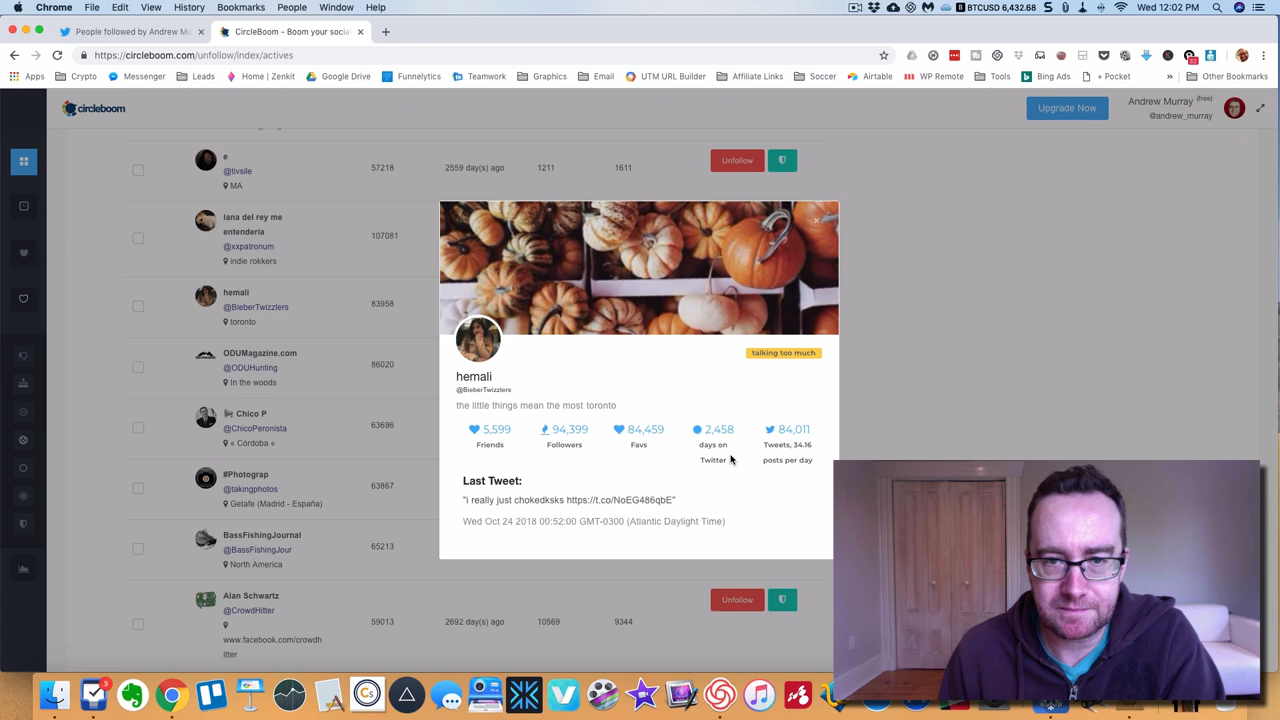 Chrome File Edit View History Bookmarks People Window Help BTCUSD 6,432.68 Wed 12:02 PM
People followed by Andrew Mu CircleBoom - Boom your socia
https://circleboom.com/unfollow/index/actives
Apps Crypto Messenger Leads Home | Zenkit Google Drive Funnelytics Teamwork Graphics Email UTM URL Builder Affiliate Links Soccer Airtable WP Remote Tools Bing Ads + Pocket » Other Bookmarks
circleboom Upgrade Now Andrew Murray (free)
@andrew_murray
e 57218 2559 day(s) ago 1211 1611 Unfollow
@tivsile
MA
lana del rey me
entenderia 107081
@xxpatronum
indie rokkers
hemali 83958
@BieberTwizzlers
toronto
ODUMagazine.com 86020
@ODUHunting
In the woods
Chico P 63696
@ChicoPeronista
« Córdoba «
#Photograp 63867
@takingphotos
Getafe (Madrid - España)
BassFishingJournal 65213
@BassFishingJour
North America
Alan Schwartz Unfollow
@CrowdHitter 59013 2692 day(s) ago 10569 9344
www.facebook.com/crowdh
itter
×
talking too much
hemali
@BieberTwizzlers
the little things mean the most toronto
5,599 94,399 84,459 2,458 84,011
Friends Followers Favs days on Tweets, 34.16
Twitter posts per day
Last Tweet:
"i really just chokedksks https://t.co/NoEG486qbE"
Wed Oct 24 2018 00:52:00 GMT-0300 (Atlantic Daylight Time)
3